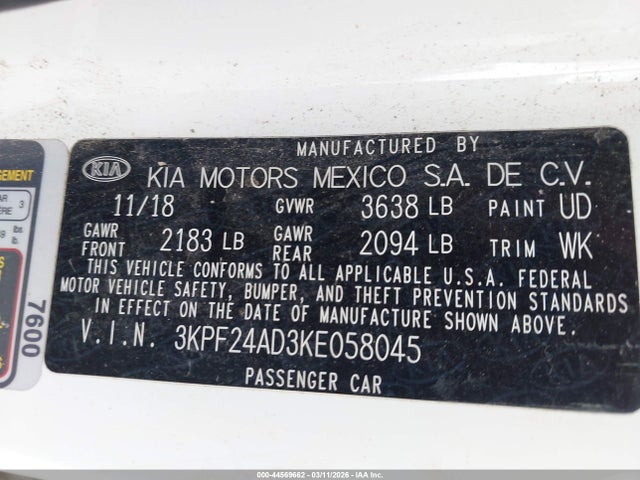 MANUFACTURED BY
KIA KIA MOTORS MEXICO S.A. DE C.V.
11/18 GVWR 3638 LB PAINT UD
GAWR FRONT 2183 LB GAWR REAR 2094 LB TRIM WK
THIS VEHICLE CONFORMS TO ALL APPLICABLE U.S.A. FEDERAL
MOTOR VEHICLE SAFETY, BUMPER, AND THEFT PREVENTION STANDARDS
IN EFFECT ON THE DATE OF MANUFACTURE SHOWN ABOVE.
V.I.N. 3KPF24AD3KE058045
PASSENGER CAR
7600
000-44569662 - 03/11/2026 - IAAI, Inc.